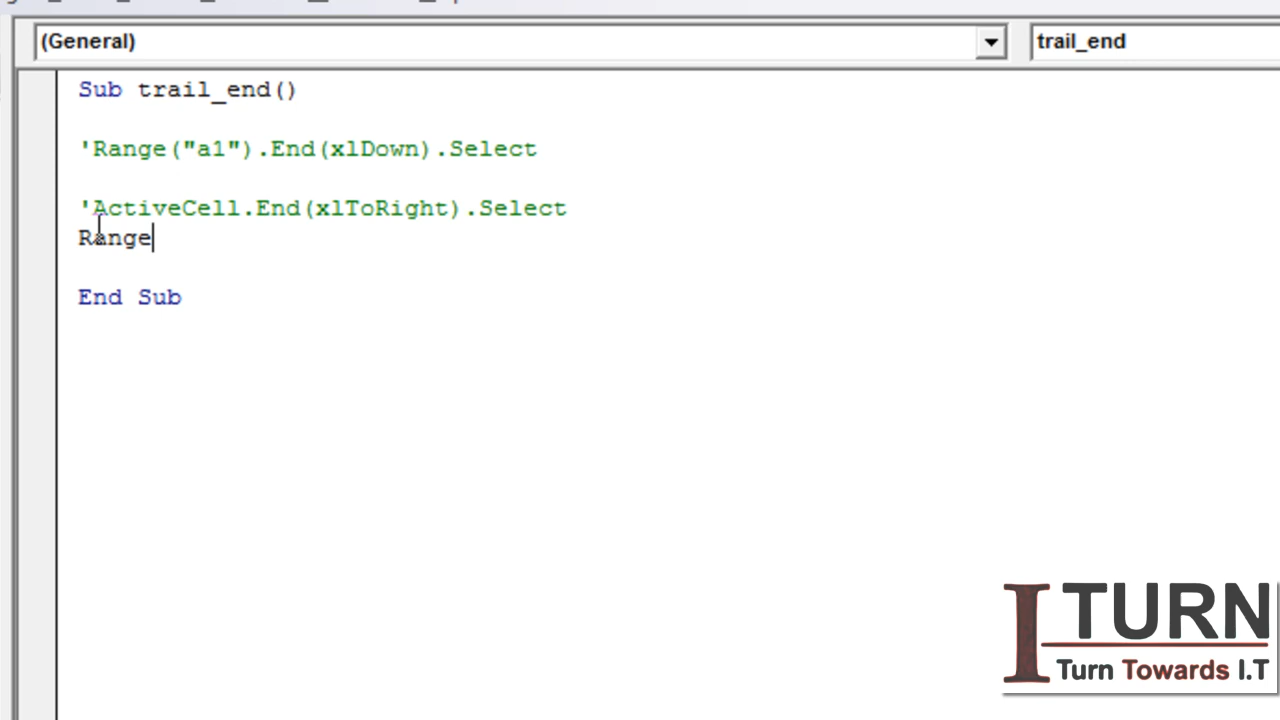 (General)
trail_end
Sub trail_end()
'Range("a1").End(xlDown).Select
'ActiveCell.End(xlToRight).Select
Range
End Sub
I TURN
Turn Towards I.T